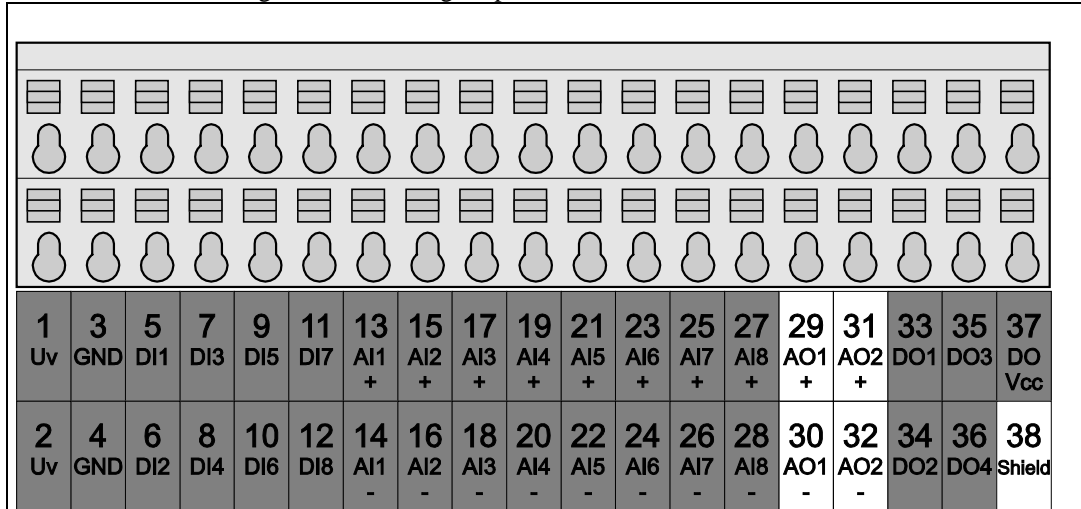 1 3 5 7 9 11 13 15 17 19 21 23 25 27 29 31 33 35 37
Uv GND DI1 DI3 DI5 DI7 AI1 AI2 AI3 AI4 AI5 AI6 AI7 AI8 AO1 AO2 DO1 DO3 DO
+ + + + + + + + + + Vcc
2 4 6 8 10 12 14 16 18 20 22 24 26 28 30 32 34 36 38
Uv GND DI2 DI4 DI6 DI8 AI1 AI2 AI3 AI4 AI5 AI6 AI7 AI8 AO1 AO2 DO2 DO4 Shield
- - - - - - - - - -